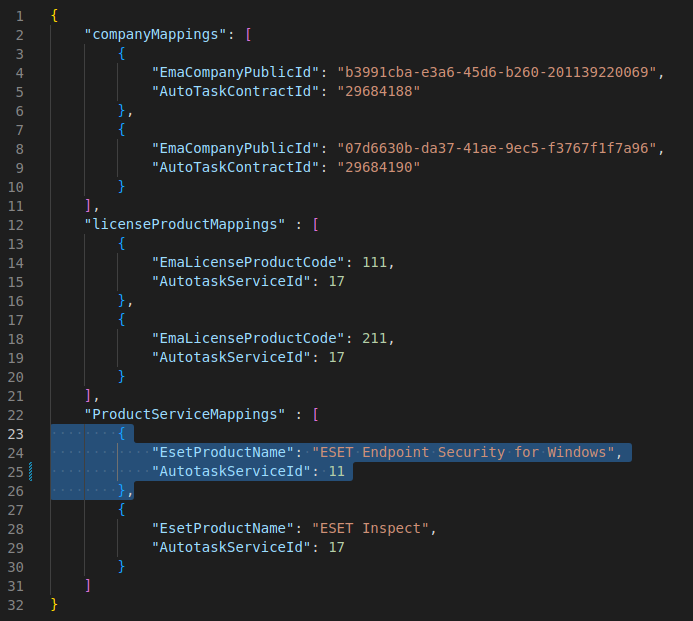 1 {
2     "companyMappings": [
3         {
4             "EmaCompanyPublicId": "b3991cba-e3a6-45d6-b260-201139220069",
5             "AutoTaskContractId": "29684188"
6         },
7         {
8             "EmaCompanyPublicId": "07d6630b-da37-41ae-9ec5-f3767f1f7a96",
9             "AutoTaskContractId": "29684190"
10         }
11     ],
12     "licenseProductMappings" : [
13         {
14             "EmaLicenseProductCode": 111,
15             "AutotaskServiceId": 17
16         },
17         {
18             "EmaLicenseProductCode": 211,
19             "AutotaskServiceId": 17
20         }
21     ],
22     "ProductServiceMappings" : [
23         {
24             "EsetProductName": "ESET Endpoint Security for Windows",
25             "AutotaskServiceId": 11
26         },
27         {
28             "EsetProductName": "ESET Inspect",
29             "AutotaskServiceId": 17
30         }
31     ]
32 }